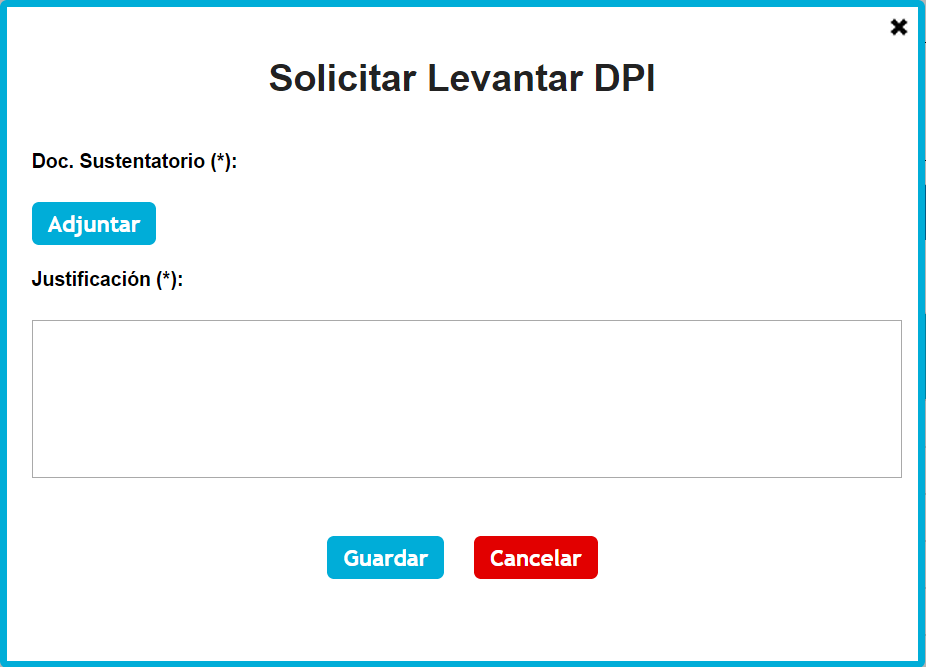 Solicitar Levantar DPI
Doc. Sustentatorio (*):
Adjuntar
Justificación (*):
Guardar
Cancelar